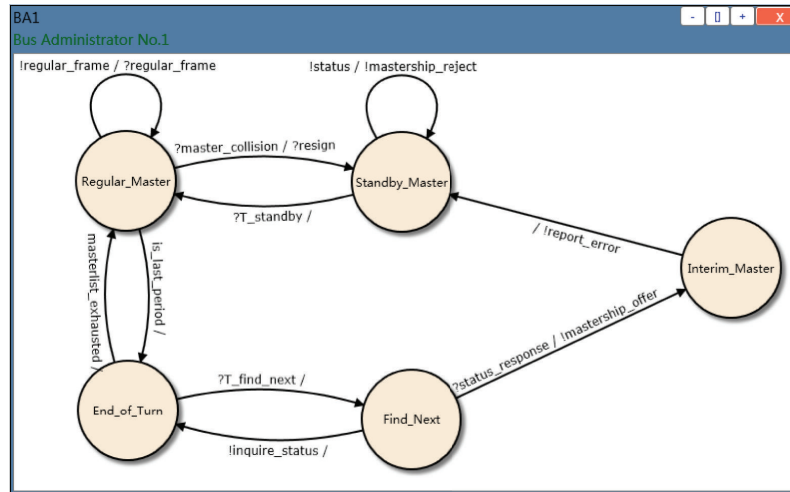 BA1
- [] + X
Bus Administrator No.1
!regular_frame / ?regular_frame
!status / !mastership_reject
?master_collision / ?resign
Regular_Master
Standby_Master
?T_standby /
/ !report_error
Interim_Master
masterlist_exhausted /
is_last_period /
?status_response / !mastership_offer
?T_find_next /
End_of_Turn
Find_Next
!inquire_status /